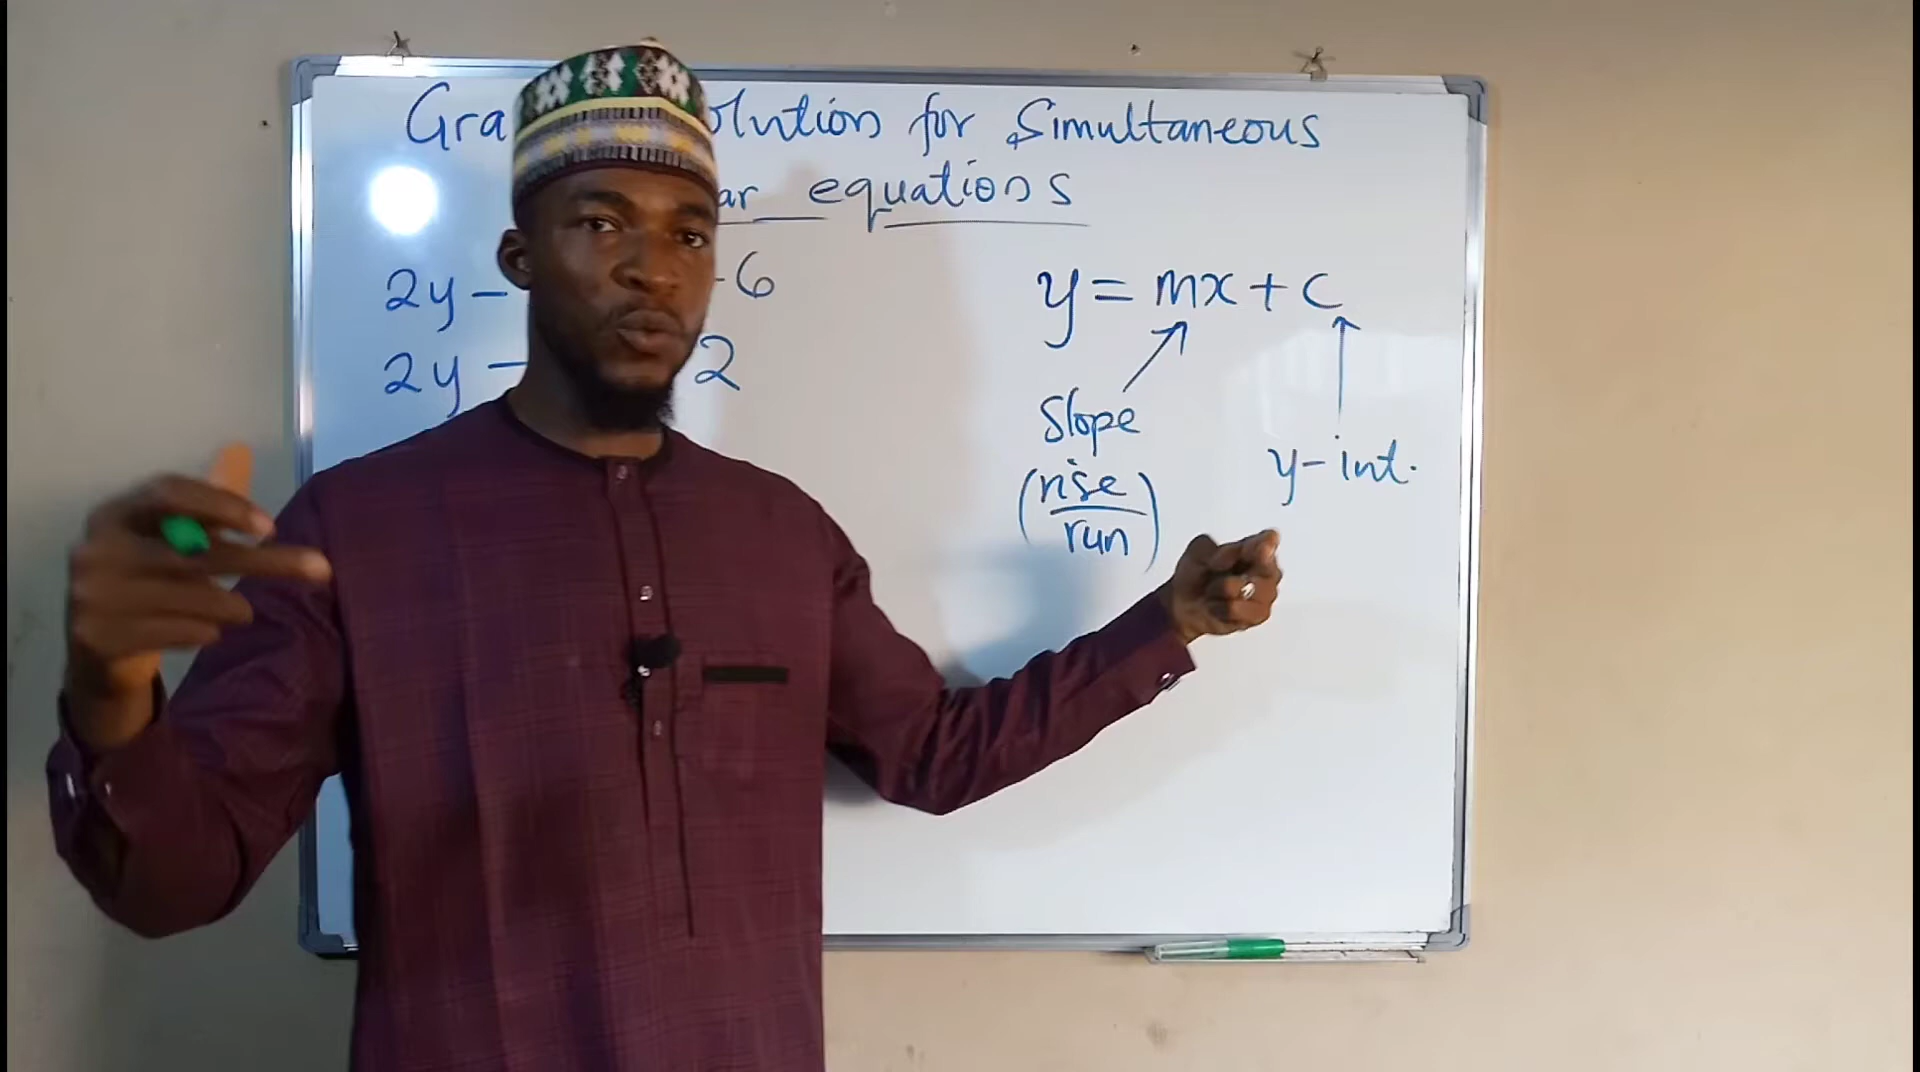 Gra olution for Simultaneous
ar equations
2y - - 6
2y - 2
y = mx + c
Slope
(rise/run)
y-int.